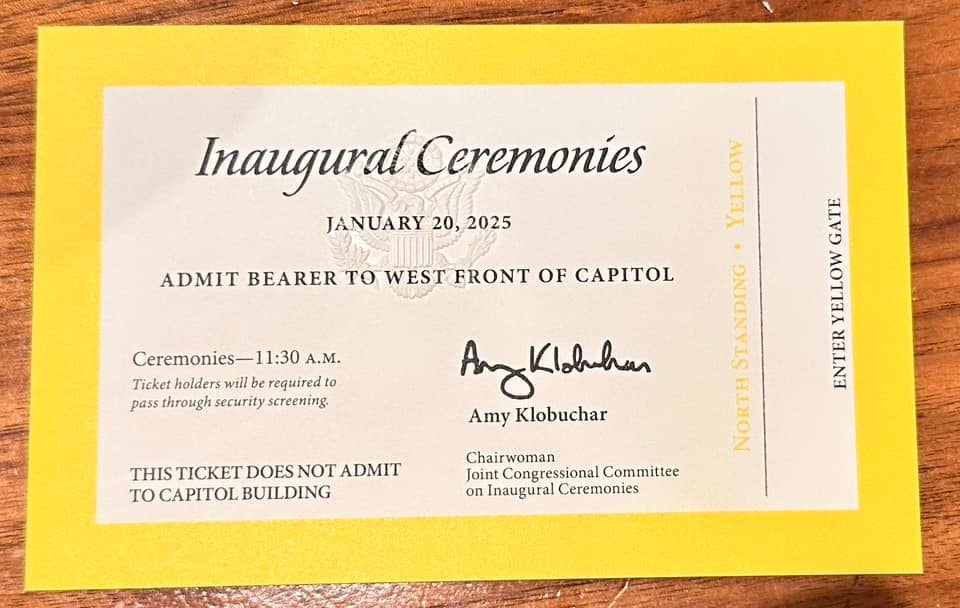 Inaugural Ceremonies
JANUARY 20, 2025
ADMIT BEARER TO WEST FRONT OF CAPITOL
Ceremonies—11:30 A.M.
Ticket holders will be required to
pass through security screening.
THIS TICKET DOES NOT ADMIT
TO CAPITOL BUILDING
Amy Klobuchar
Amy Klobuchar
Chairwoman
Joint Congressional Committee
on Inaugural Ceremonies
NORTH STANDING • YELLOW
ENTER YELLOW GATE